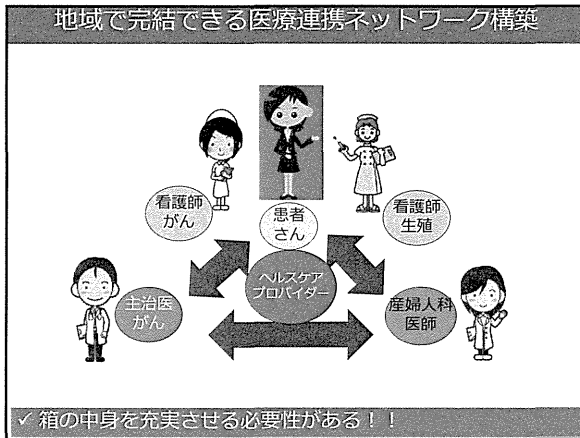 地域で完結できる医療連携ネットワーク構築
看護師
がん
患者
さん
看護師
生殖
ヘルスケア
プロバイダー
主治医
がん
産婦人科
医師
✓ 箱の中身を充実させる必要性がある！！